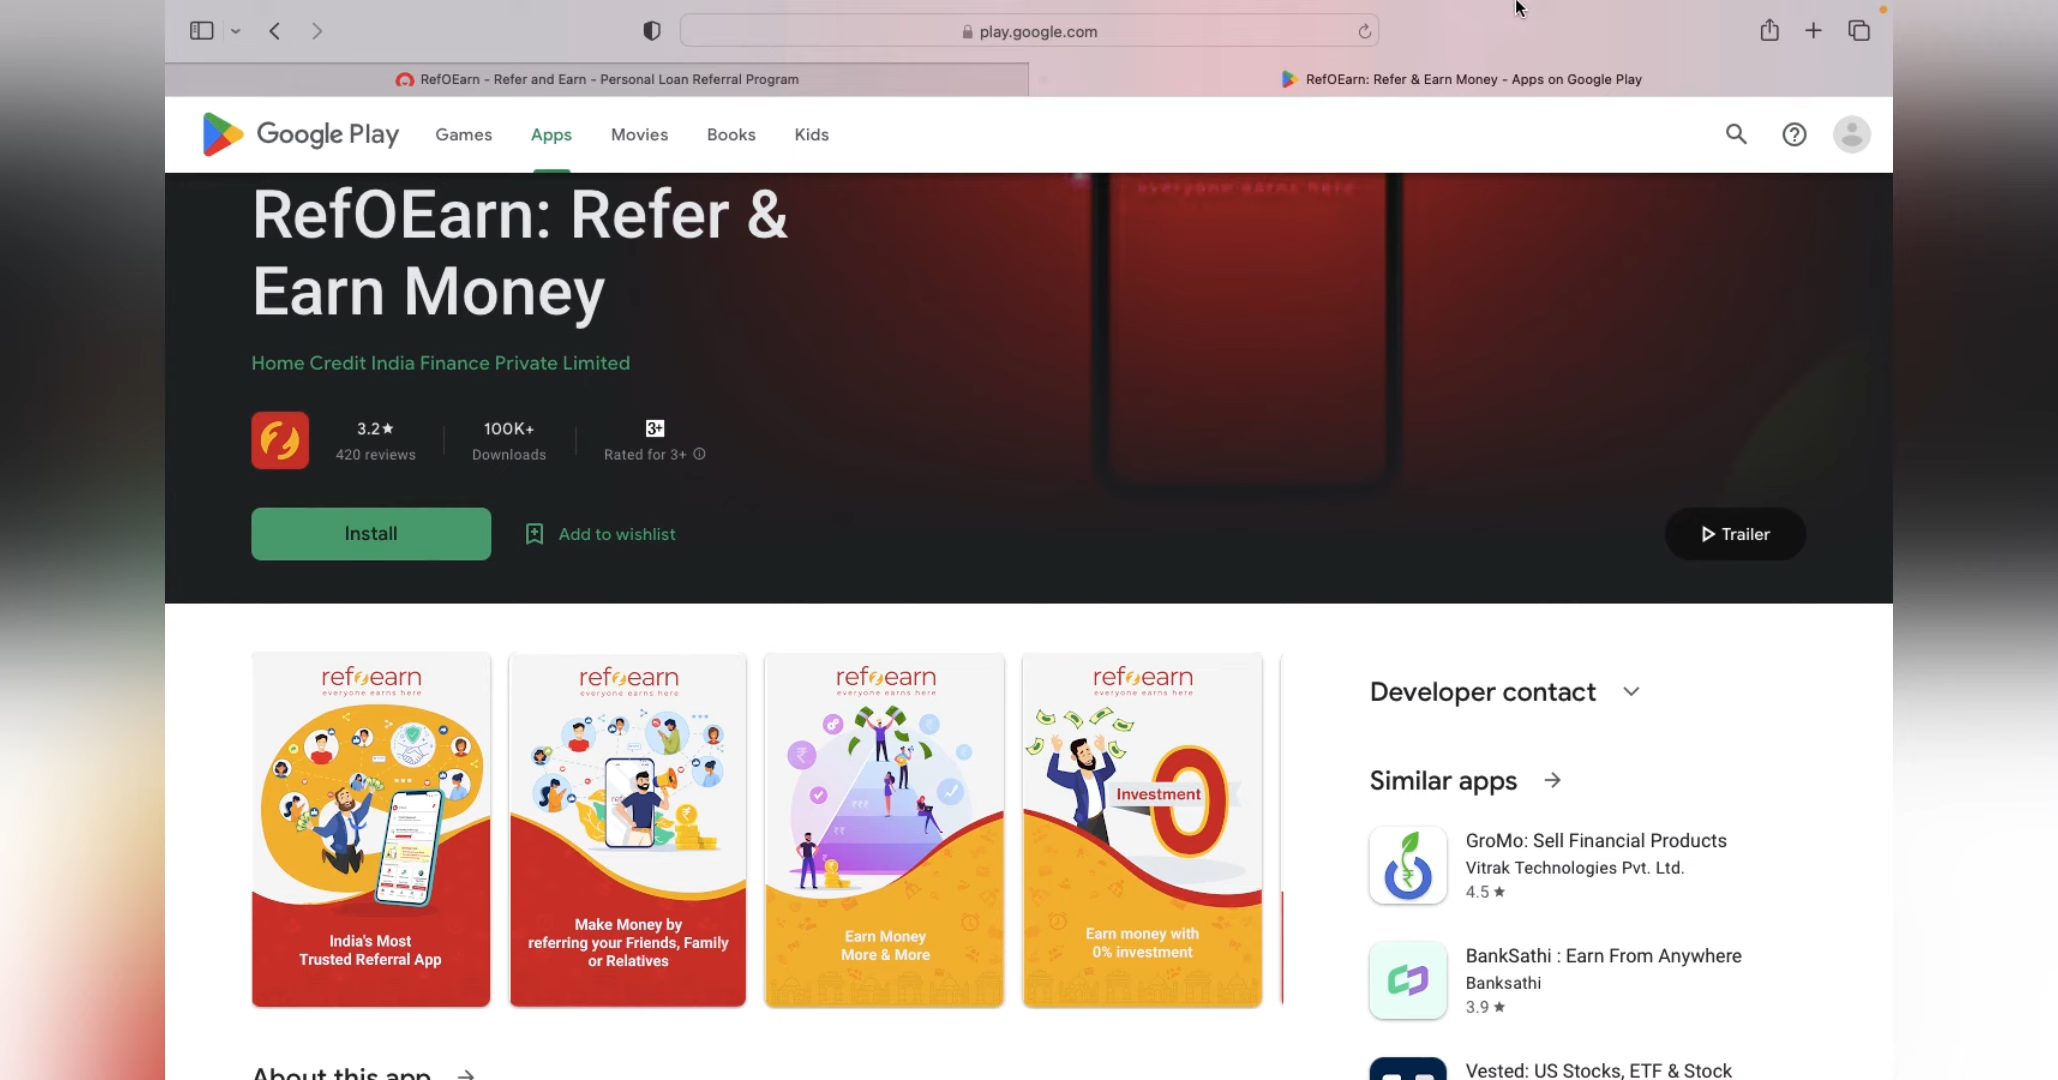 play.google.com
RefOEarn - Refer and Earn - Personal Loan Referral Program
RefOEarn: Refer & Earn Money - Apps on Google Play
Google Play
Games
Apps
Movies
Books
Kids
everyone earns here
RefOEarn: Refer &
Earn Money
Home Credit India Finance Private Limited
3.2★
420 reviews
100K+
Downloads
3+
Rated for 3+
Install
Add to wishlist
Trailer
refoearn
everyone earns here
India's Most
Trusted Referral App
refoearn
everyone earns here
Make Money by
referring your Friends, Family
or Relatives
refoearn
everyone earns here
Earn Money
More & More
refoearn
everyone earns here
Investment
0
Earn money with
0% investment
Developer contact
Similar apps
GroMo: Sell Financial Products
Vitrak Technologies Pvt. Ltd.
4.5 ★
BankSathi : Earn From Anywhere
Banksathi
3.9 ★
Vested: US Stocks, ETF & Stock
About this app